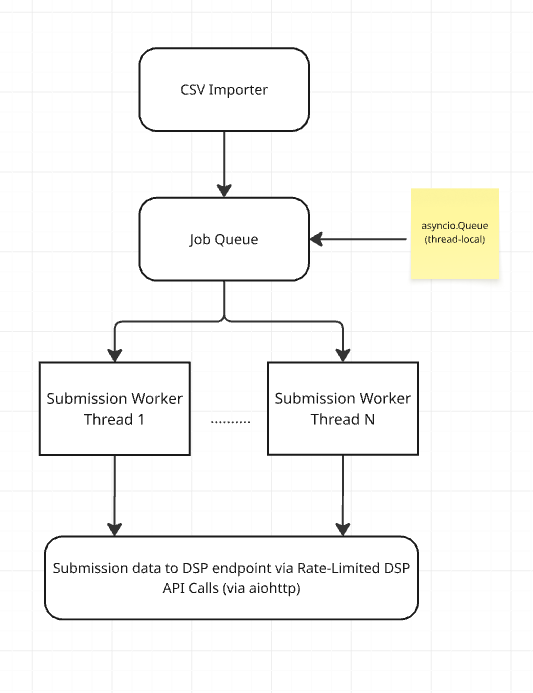 CSV Importer
Job Queue
asyncio.Queue
(thread-local)
Submission Worker
Thread 1
..........
Submission Worker
Thread N
Submission data to DSP endpoint via Rate-Limited DSP
API Calls (via aiohttp)